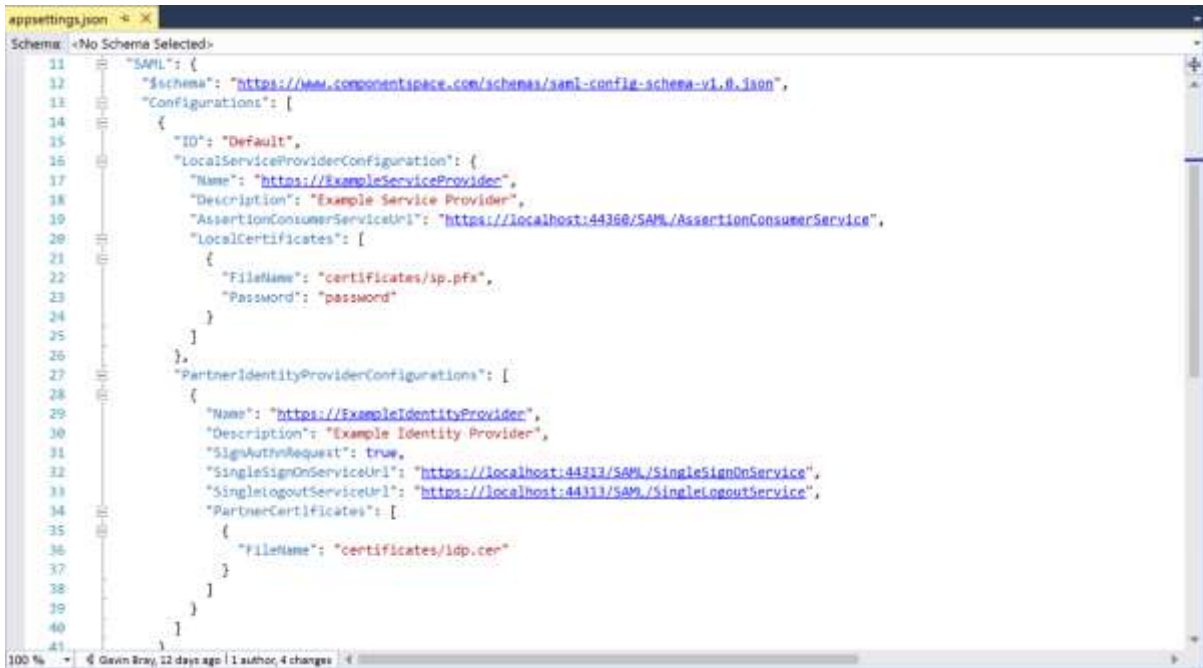 appsettings.json
Schema: <No Schema Selected>
11 "SAML": {
12 "$schema": "https://www.componentspace.com/schemas/saml-config-schema-v1.0.json",
13 "Configurations": [
14 {
15 "ID": "Default",
16 "LocalServiceProviderConfiguration": {
17 "Name": "https://ExampleServiceProvider",
18 "Description": "Example Service Provider",
19 "AssertionConsumerServiceUrl": "https://localhost:44360/SAML/AssertionConsumerService",
20 "LocalCertificates": [
21 {
22 "FileName": "certificates/sp.pfx",
23 "Password": "password"
24 }
25 ]
26 },
27 "PartnerIdentityProviderConfigurations": [
28 {
29 "Name": "https://ExampleIdentityProvider",
30 "Description": "Example Identity Provider",
31 "SignAuthnRequest": true,
32 "SingleSignOnServiceUrl": "https://localhost:44313/SAML/SingleSignOnService",
33 "SingleLogoutServiceUrl": "https://localhost:44313/SAML/SingleLogoutService",
34 "PartnerCertificates": [
35 {
36 "FileName": "certificates/idp.cer"
37 }
38 ]
39 }
40 ]
41 }
100 % Gavin Bray, 12 days ago | 1 author, 4 changes